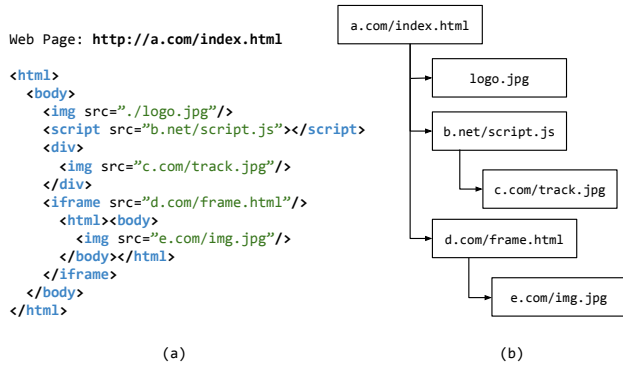 Web Page: http://a.com/index.html
<html>
<body>
<img src=”./logo.jpg”/>
<script src=”b.net/script.js”></script>
<div>
<img src=”c.com/track.jpg”/>
</div>
<iframe src=”d.com/frame.html”/>
<html><body>
<img src=”e.com/img.jpg”/>
</body></html>
</iframe>
</body>
</html>
(a)
a.com/index.html
logo.jpg
b.net/script.js
c.com/track.jpg
d.com/frame.html
e.com/img.jpg
(b)